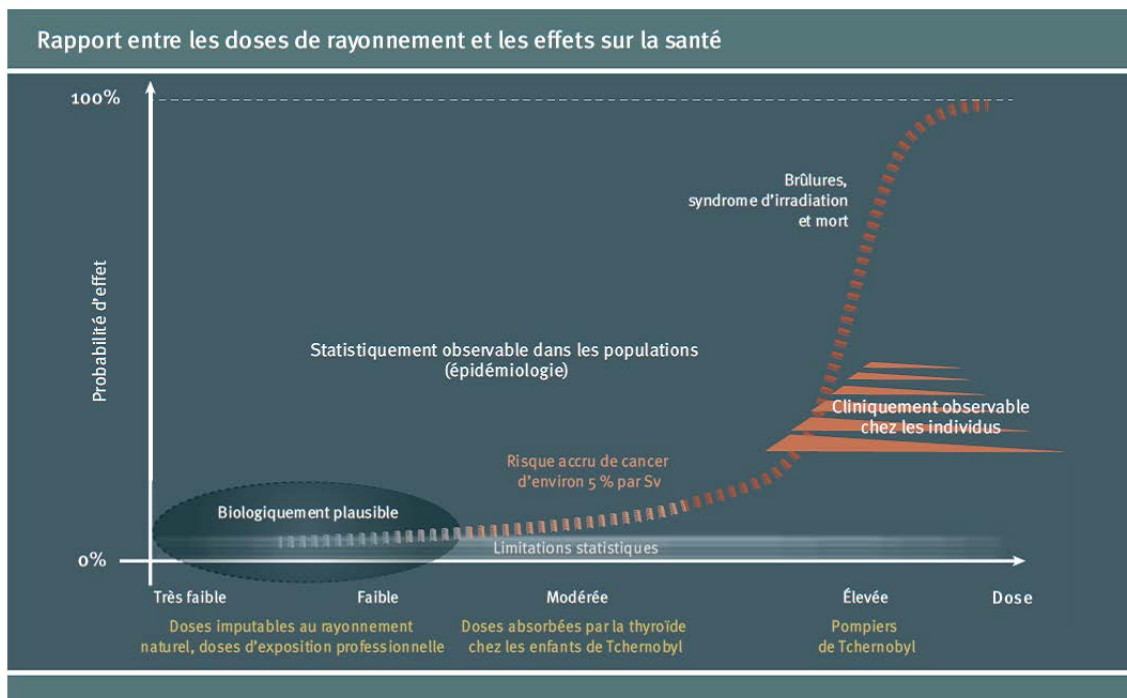 Rapport entre les doses de rayonnement et les effets sur la santé
100%
Brûlures,
syndrome d'irradiation
et mort
Probabilité d'effet
Statistiquement observable dans les populations
(épidémiologie)
Cliniquement observable
chez les individus
Risque accru de cancer
d'environ 5 % par Sv
Biologiquement plausible
Limitations statistiques
0%
Très faible
Faible
Modérée
Élevée
Dose
Doses imputables au rayonnement
naturel, doses d'exposition professionnelle
Doses absorbées par la thyroïde
chez les enfants de Tchernobyl
Pompiers
de Tchernobyl